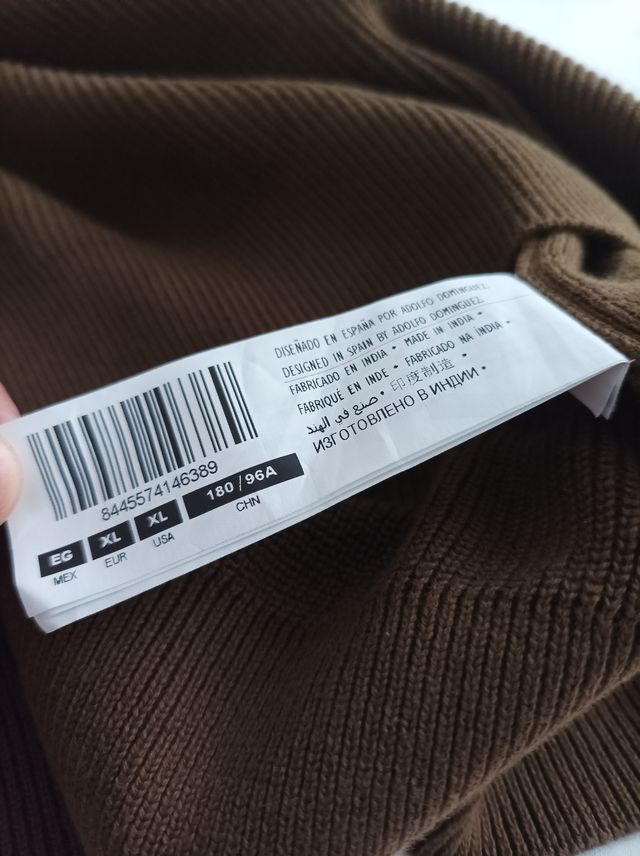 DISEÑADO EN ESPAÑA POR ADOLFO DOMINGUEZ.
DESIGNED IN SPAIN BY ADOLFO DOMINGUEZ.
FABRICADO EN INDIA • MADE IN INDIA •
FABRIQUÉ EN INDE • FABRICADO NA ÍNDIA •
صنع في الهند • 印度制造 •
ИЗГОТОВЛЕНО В ИНДИИ •
8445574146389
EG XL XL 180/96A
MEX EUR USA CHN